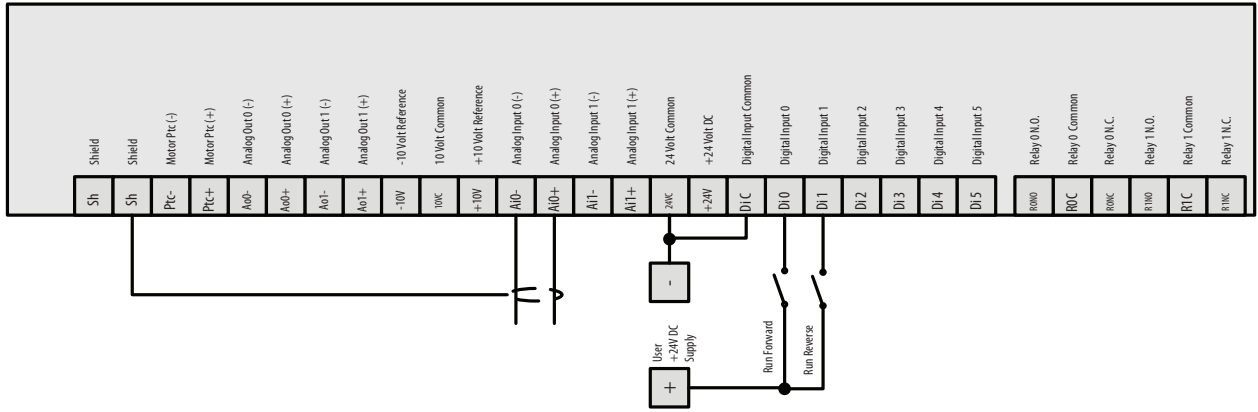 Shield
Shield
Motor Ptc (-)
Motor Ptc (+)
Analog Out 0 (-)
Analog Out 0 (+)
Analog Out 1 (-)
Analog Out 1 (+)
-10 Volt Reference
10 Volt Common
+10 Volt Reference
Analog Input 0 (-)
Analog Input 0 (+)
Analog Input 1 (-)
Analog Input 1 (+)
24 Volt Common
+24 Volt DC
Digital Input Common
Digital Input 0
Digital Input 1
Digital Input 2
Digital Input 3
Digital Input 4
Digital Input 5
Relay 0 N.O.
Relay 0 Common
Relay 0 N.C.
Relay 1 N.O.
Relay 1 Common
Relay 1 N.C.
Sh
Sh
Ptc-
Ptc+
Ao0-
Ao0+
Ao1-
Ao1+
-10V
10VC
+10V
Ai0-
Ai0+
Ai1-
Ai1+
24VC
+24V
Di C
Di 0
Di 1
Di 2
Di 3
Di 4
Di 5
R0NO
R0C
R0NC
R1NO
R1C
R1NC
-
User
+24V DC
Supply
+
Run Forward
Run Reverse